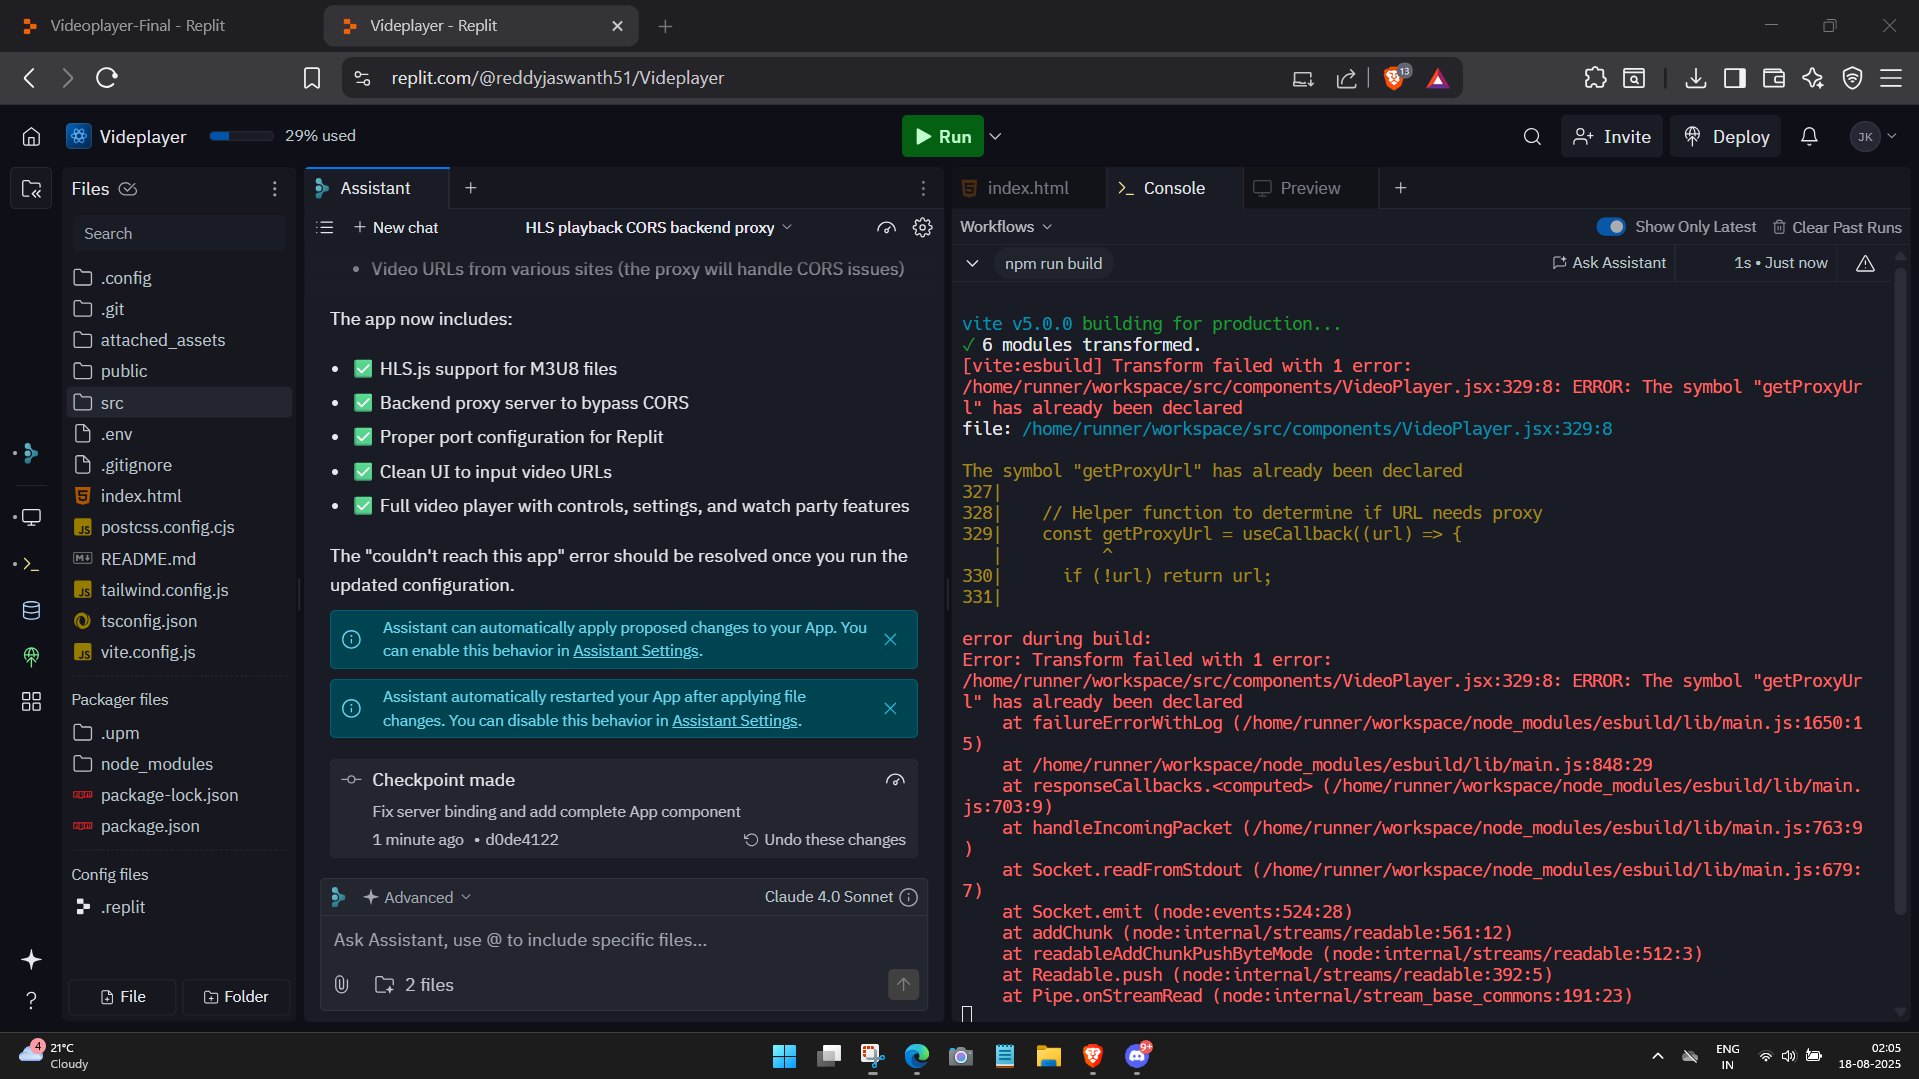 Videoplayer-Final - Replit
Videplayer - Replit
replit.com/@reddyjaswanth51/Videplayer
13
Videplayer
29% used
Run
Invite
Deploy
JK
Files
Search
.config
.git
attached_assets
public
src
.env
.gitignore
index.html
postcss.config.cjs
README.md
tailwind.config.js
tsconfig.json
vite.config.js
Packager files
.upm
node_modules
package-lock.json
package.json
Config files
.replit
File
Folder
Assistant
New chat
HLS playback CORS backend proxy
• Video URLs from various sites (the proxy will handle CORS issues)
The app now includes:
• ✅ HLS.js support for M3U8 files
• ✅ Backend proxy server to bypass CORS
• ✅ Proper port configuration for Replit
• ✅ Clean UI to input video URLs
• ✅ Full video player with controls, settings, and watch party features
The "couldn't reach this app" error should be resolved once you run the
updated configuration.
Assistant can automatically apply proposed changes to your App. You
can enable this behavior in Assistant Settings.
Assistant automatically restarted your App after applying file
changes. You can disable this behavior in Assistant Settings.
Checkpoint made
Fix server binding and add complete App component
1 minute ago • d0de4122
Undo these changes
Advanced
Claude 4.0 Sonnet
Ask Assistant, use @ to include specific files...
2 files
index.html
Console
Preview
Workflows
Show Only Latest
Clear Past Runs
npm run build
Ask Assistant
1s • Just now
vite v5.0.0 building for production...
✓ 6 modules transformed.
[vite:esbuild] Transform failed with 1 error:
/home/runner/workspace/src/components/VideoPlayer.jsx:329:8: ERROR: The symbol "getProxyUr
l" has already been declared
file: /home/runner/workspace/src/components/VideoPlayer.jsx:329:8
The symbol "getProxyUrl" has already been declared
327|
328|    // Helper function to determine if URL needs proxy
329|    const getProxyUrl = useCallback((url) => {
|          ^
330|      if (!url) return url;
331|
error during build:
Error: Transform failed with 1 error:
/home/runner/workspace/src/components/VideoPlayer.jsx:329:8: ERROR: The symbol "getProxyUr
l" has already been declared
at failureErrorWithLog (/home/runner/workspace/node_modules/esbuild/lib/main.js:1650:1
5)
at /home/runner/workspace/node_modules/esbuild/lib/main.js:848:29
at responseCallbacks.<computed> (/home/runner/workspace/node_modules/esbuild/lib/main.
js:703:9)
at handleIncomingPacket (/home/runner/workspace/node_modules/esbuild/lib/main.js:763:9
)
at Socket.readFromStdout (/home/runner/workspace/node_modules/esbuild/lib/main.js:679:
7)
at Socket.emit (node:events:524:28)
at addChunk (node:internal/streams/readable:561:12)
at readableAddChunkPushByteMode (node:internal/streams/readable:512:3)
at Readable.push (node:internal/streams/readable:392:5)
at Pipe.onStreamRead (node:internal/stream_base_commons:191:23)
4
21°C
Cloudy
9+
ENG
IN
02:05
18-08-2025